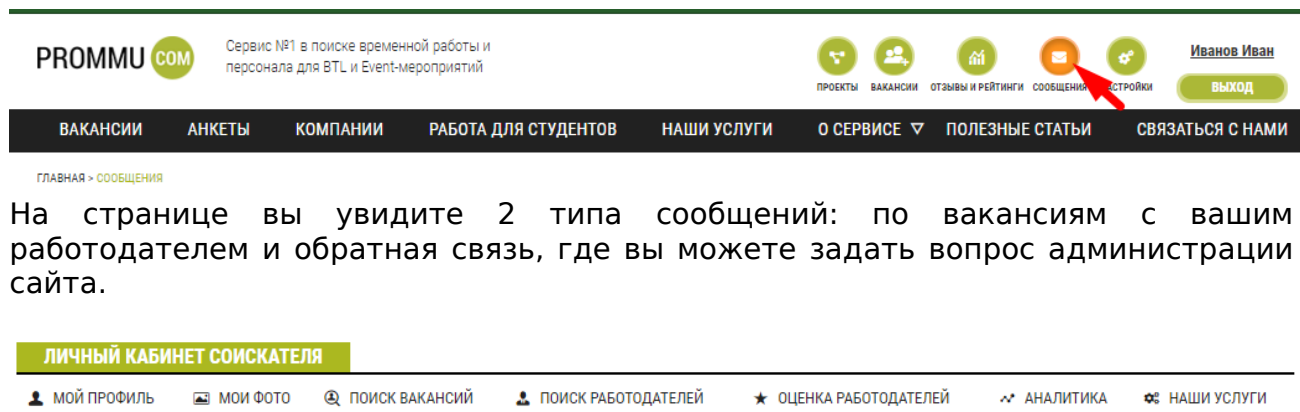 PROMMU COM
Сервис №1 в поиске временной работы и
персонала для BTL и Event-мероприятий
ПРОЕКТЫ ВАКАНСИИ ОТЗЫВЫ И РЕЙТИНГИ СООБЩЕНИЯ СТРОЙКИ
Иванов Иван
ВЫХОД
ВАКАНСИИ АНКЕТЫ КОМПАНИИ РАБОТА ДЛЯ СТУДЕНТОВ НАШИ УСЛУГИ О СЕРВИСЕ ПОЛЕЗНЫЕ СТАТЬИ СВЯЗАТЬСЯ С НАМИ
ГЛАВНАЯ > СООБЩЕНИЯ
На странице вы увидите 2 типа сообщений: по вакансиям с вашим
работодателем и обратная связь, где вы можете задать вопрос администрации
сайта.
ЛИЧНЫЙ КАБИНЕТ СОИСКАТЕЛЯ
МОЙ ПРОФИЛЬ МОИ ФОТО ПОИСК ВАКАНСИЙ ПОИСК РАБОТОДАТЕЛЕЙ ОЦЕНКА РАБОТОДАТЕЛЕЙ АНАЛИТИКА НАШИ УСЛУГИ